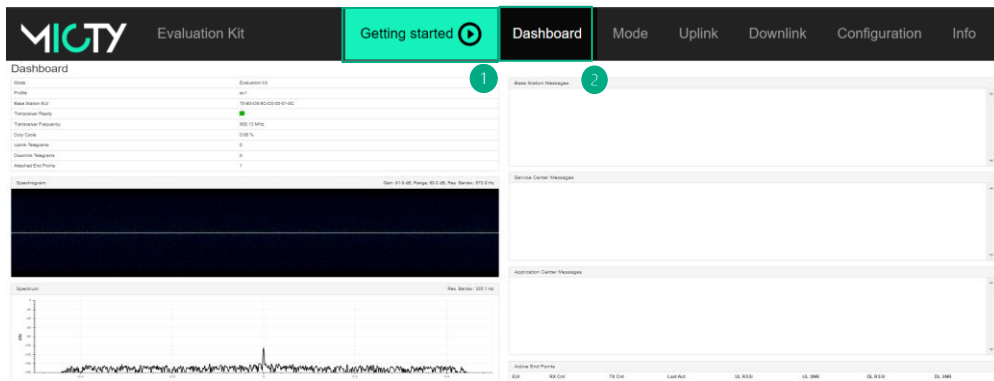 MIOTY
Evaluation Kit
Getting started
Dashboard
Mode
Uplink
Downlink
Configuration
Info
1
2
Dashboard
Mode Evaluation Kit
Profile eu1
Base Station EUI
Transceiver Ready
Transceiver Frequency
Duty Cycle 0.00 %
Uplink Telegrams 0
Downlink Telegrams 0
Attached End Points 1
Spectrogram
Spectrum
Base Station Messages
Service Center Messages
Application Center Messages
Active End Points
EUI RX Cnt TX Cnt Last Act UL RSSI UL SNR DL RSSI DL SNR